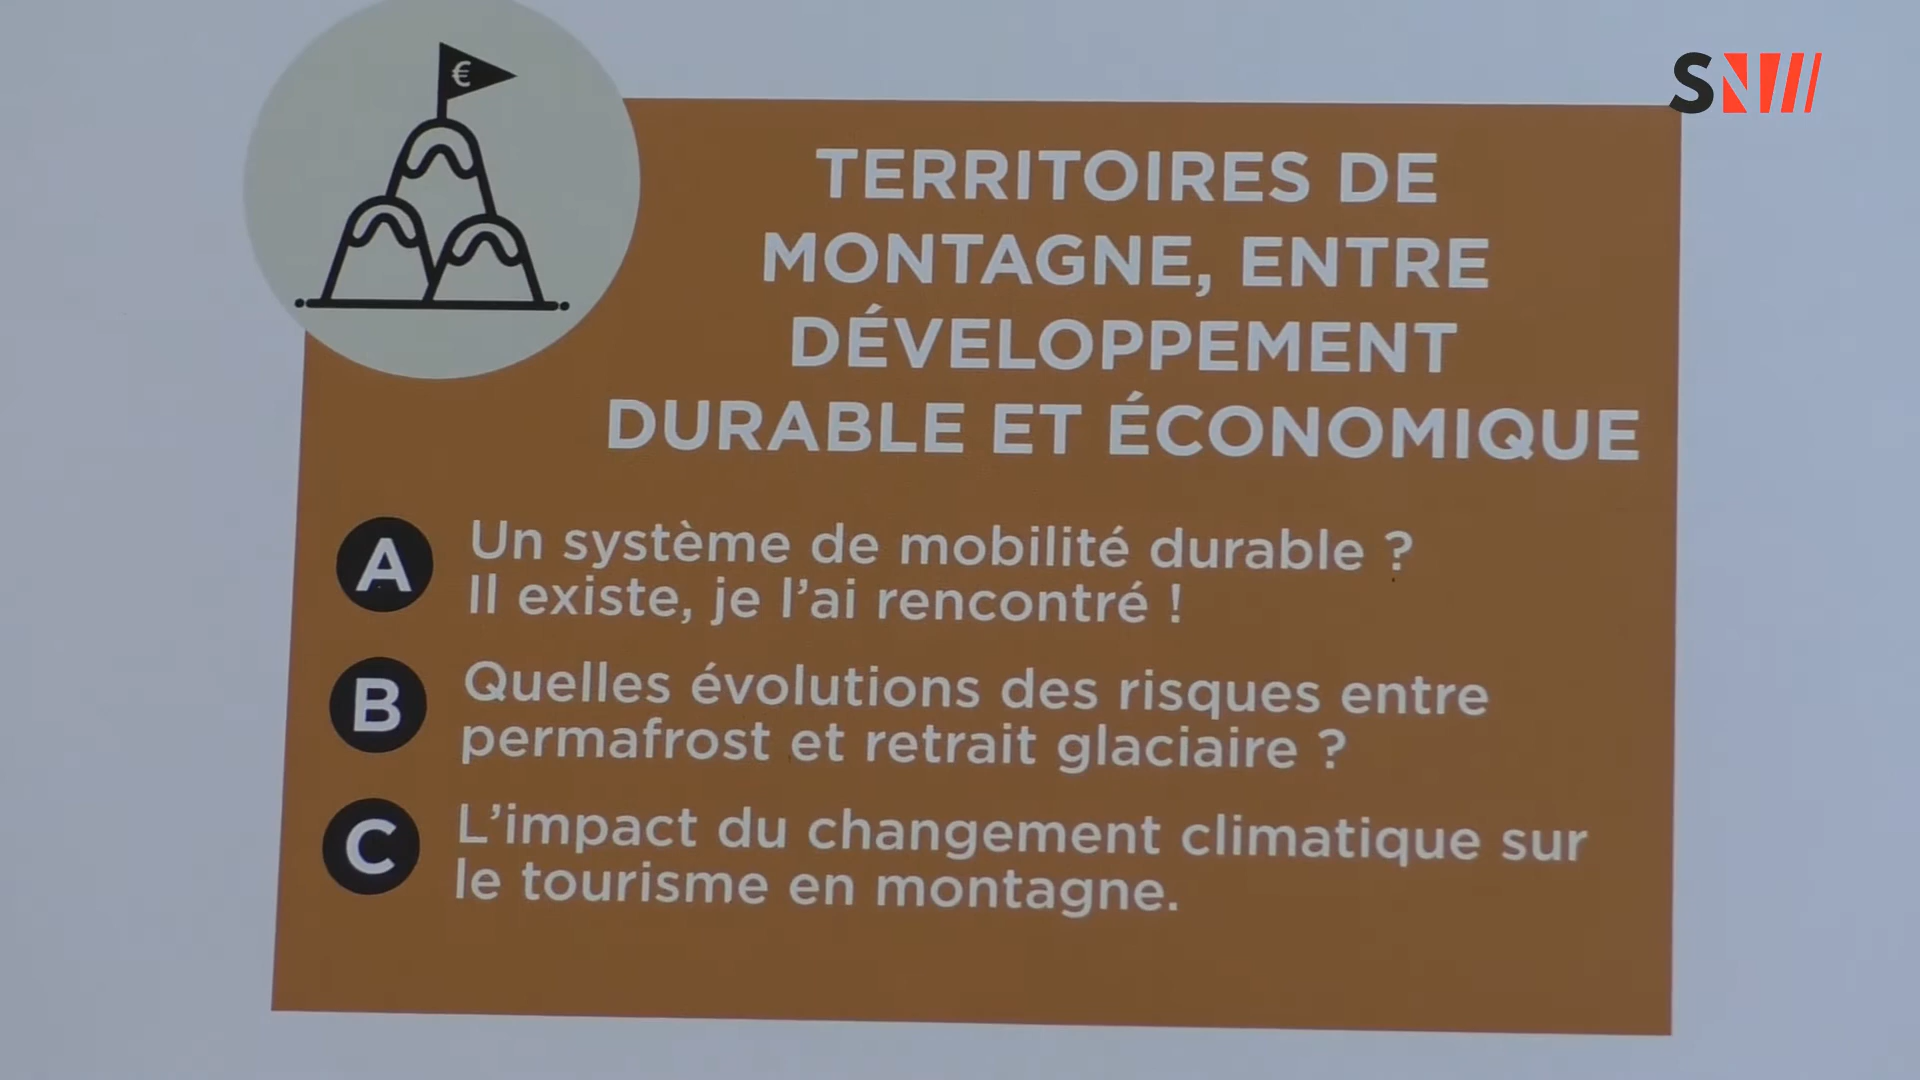 €
SN
TERRITOIRES DE
MONTAGNE, ENTRE
DÉVELOPPEMENT
DURABLE ET ÉCONOMIQUE
A
Un système de mobilité durable ?
Il existe, je l'ai rencontré !
B
Quelles évolutions des risques entre
permafrost et retrait glaciaire ?
C
L'impact du changement climatique sur
le tourisme en montagne.